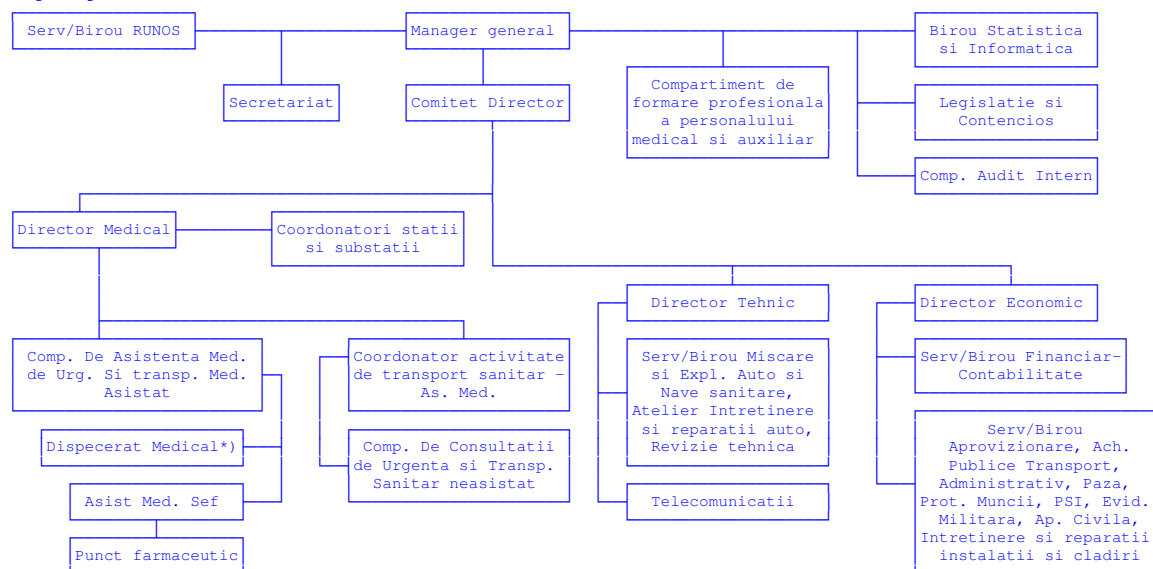 Serv/Birou RUNOS
Manager general
Birou Statistica
si Informatica
Secretariat
Comitet Director
Compartiment de
formare profesionala
a personalului
medical si auxiliar
Legislatie si
Contencios
Comp. Audit Intern
Director Medical
Coordonatori statii
si substatii
Director Tehnic
Director Economic
Comp. De Asistenta Med.
de Urg. Si transp. Med.
Asistat
Coordonator activitate
de transport sanitar -
As. Med.
Serv/Birou Miscare
si Expl. Auto si
Nave sanitare,
Atelier Intretinere
si reparatii auto,
Revizie tehnica
Serv/Birou Financiar-
Contabilitate
Dispecerat Medical*)
Comp. De Consultatii
de Urgenta si Transp.
Sanitar neasistat
Serv/Birou
Aprovizionare, Ach.
Publice Transport,
Administrativ, Paza,
Prot. Muncii, PSI, Evid.
Militara, Ap. Civila,
Intretinere si reparatii
instalatii si cladiri
Asist Med. Sef
Telecomunicatii
Punct farmaceutic